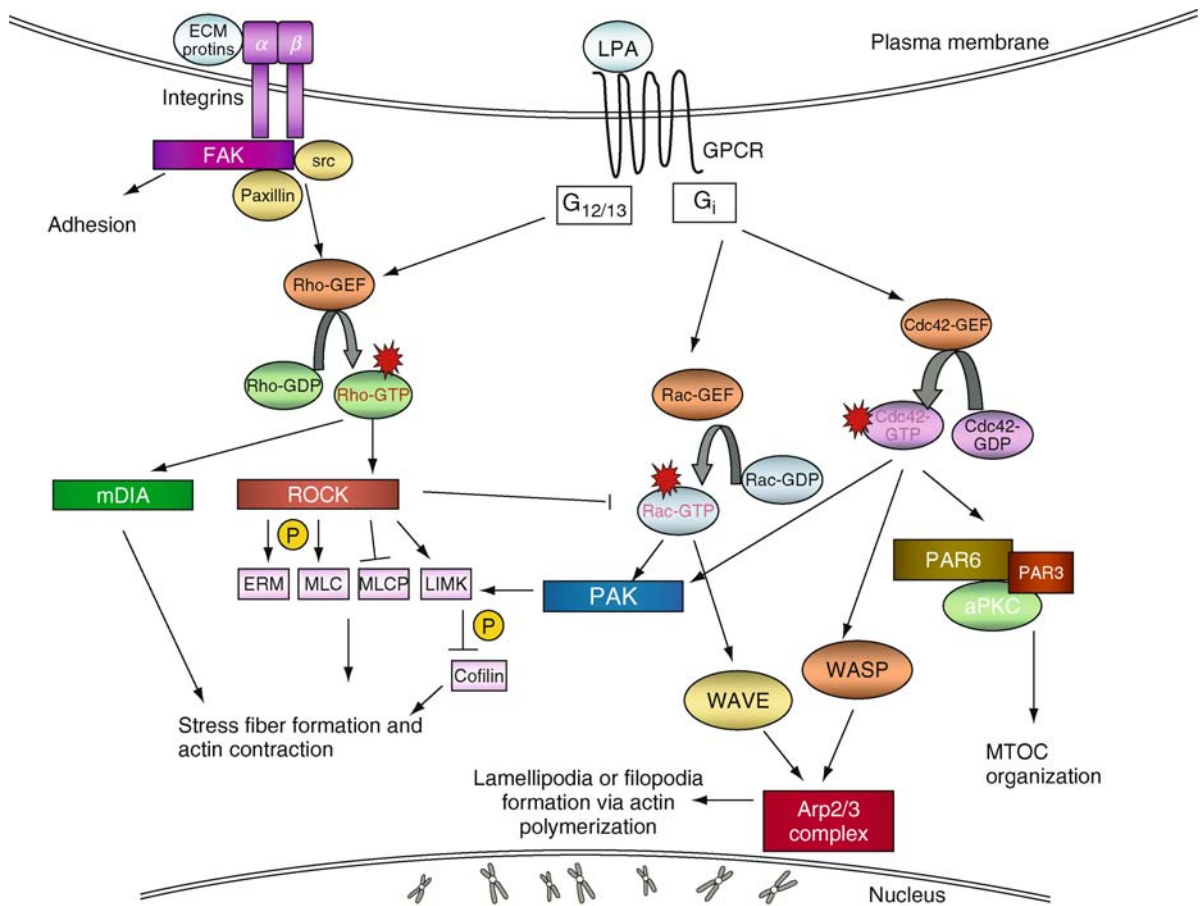 ECM
protins
α
β
LPA
Plasma membrane
Integrins
FAK
src
Paxillin
GPCR
Adhesion
G12/13
Gi
Rho-GEF
Cdc42-GEF
Rho-GDP
Rho-GTP
Rac-GEF
Cdc42-
GTP
Cdc42-
GDP
Rac-GDP
Rac-GTP
mDIA
ROCK
P
ERM
MLC
MLCP
LIMK
PAK
PAR6
PAR3
aPKC
P
Cofilin
WASP
WAVE
Stress fiber formation and
actin contraction
MTOC
organization
Lamellipodia or filopodia
formation via actin
polymerization
Arp2/3
complex
Nucleus